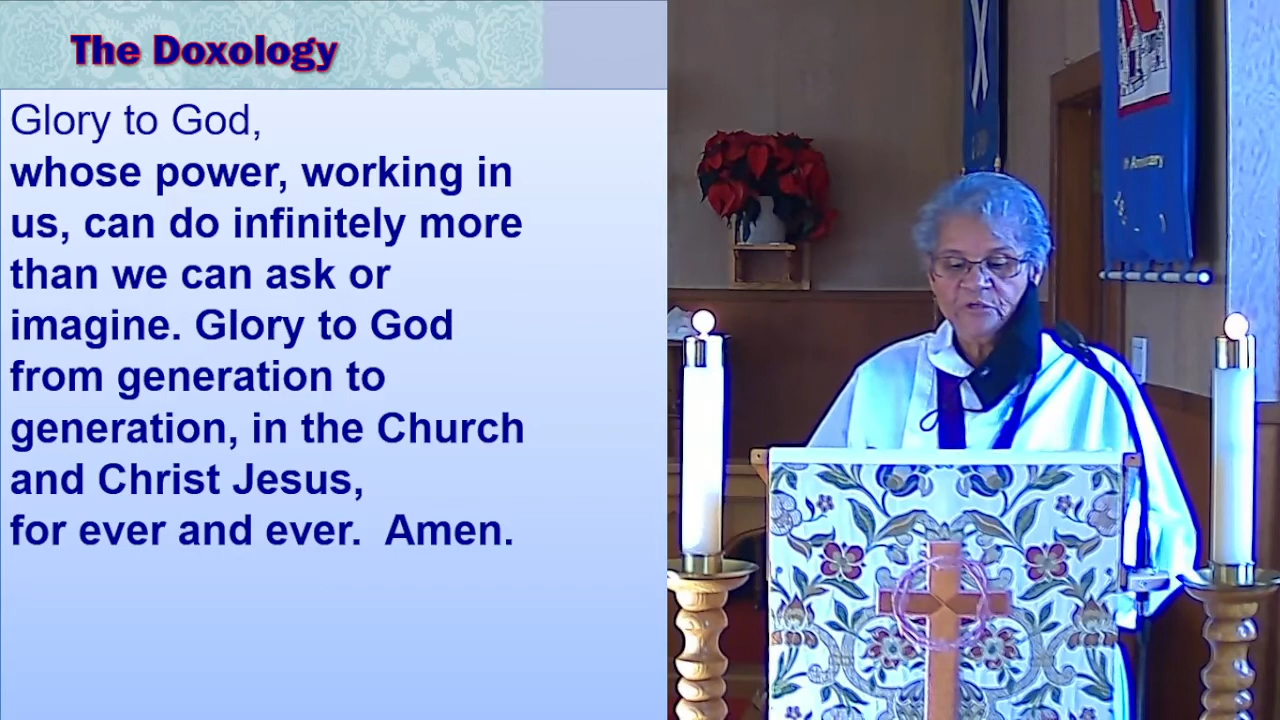 The Doxology
Glory to God,
whose power, working in
us, can do infinitely more
than we can ask or
imagine. Glory to God
from generation to
generation, in the Church
and Christ Jesus,
for ever and ever.  Amen.